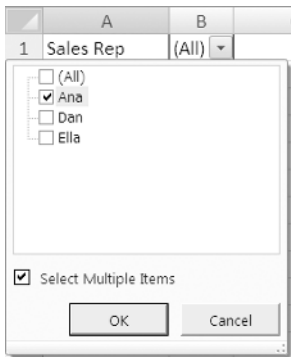 A B
1 Sales Rep (All)
(All)
Ana
Dan
Ella
Select Multiple Items
OK Cancel